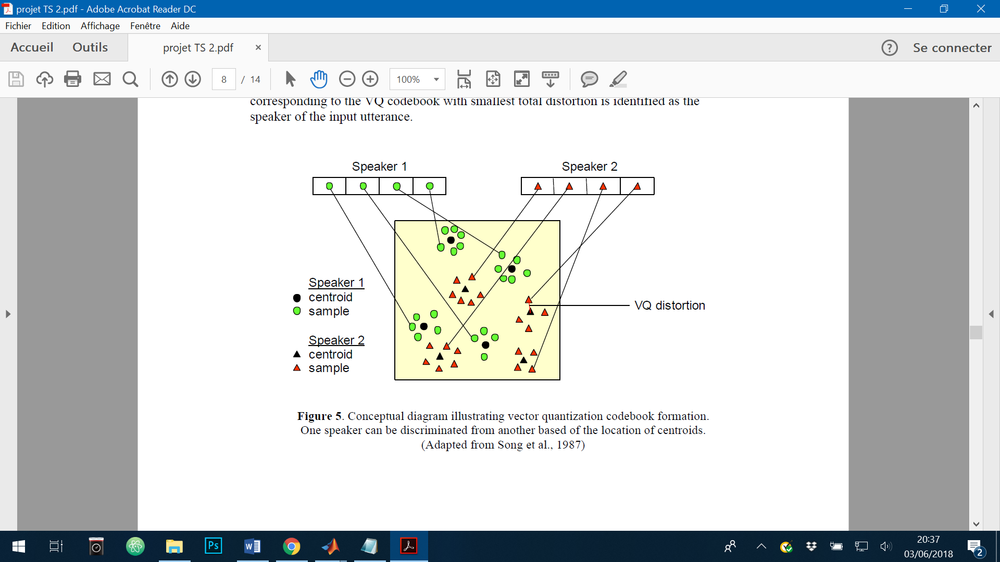 projet TS 2.pdf - Adobe Acrobat Reader DC
Fichier Edition Affichage Fenêtre Aide
Accueil Outils projet TS 2.pdf × ? Se connecter
8 / 14 100%
corresponding to the VQ codebook with smallest total distortion is identified as the
speaker of the input utterance.
Speaker 1 Speaker 2
Speaker 1
centroid
sample
VQ distortion
Speaker 2
centroid
sample
Figure 5. Conceptual diagram illustrating vector quantization codebook formation.
One speaker can be discriminated from another based of the location of centroids.
(Adapted from Song et al., 1987)
Ps
20:37
03/06/2018
2